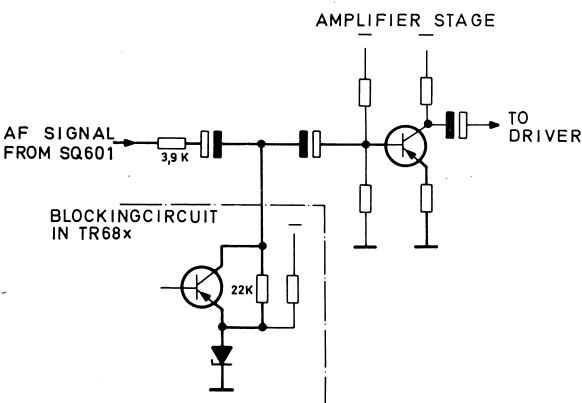 AMPLIFIER STAGE
AF SIGNAL
FROM SQ601
3,9 K
TO
DRIVER
BLOCKINGCIRCUIT
IN TR68x
22K